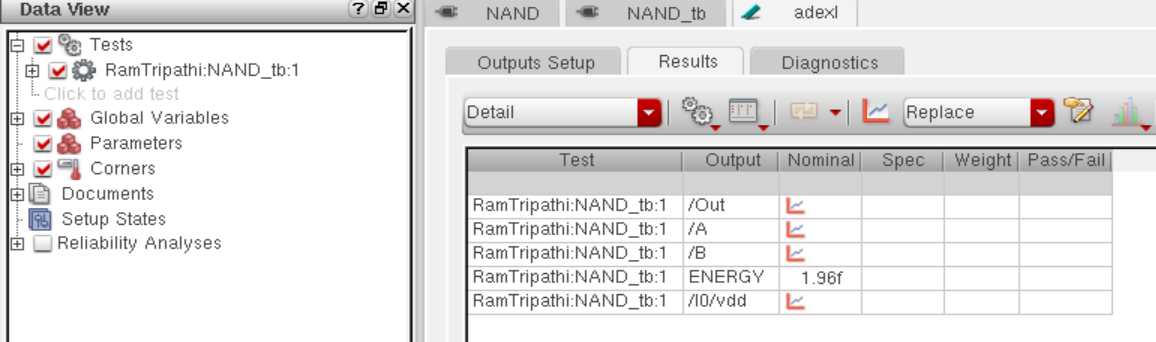 Data View
NAND NAND_tb adexl
Tests
RamTripathi:NAND_tb:1
Click to add test
Global Variables
Parameters
Corners
Documents
Setup States
Reliability Analyses
Outputs Setup Results Diagnostics
Detail Replace
Test Output Nominal Spec Weight Pass/Fail
RamTripathi:NAND_tb:1 /Out
RamTripathi:NAND_tb:1 /A
RamTripathi:NAND_tb:1 /B
RamTripathi:NAND_tb:1 ENERGY 1.96f
RamTripathi:NAND_tb:1 /I0/vdd